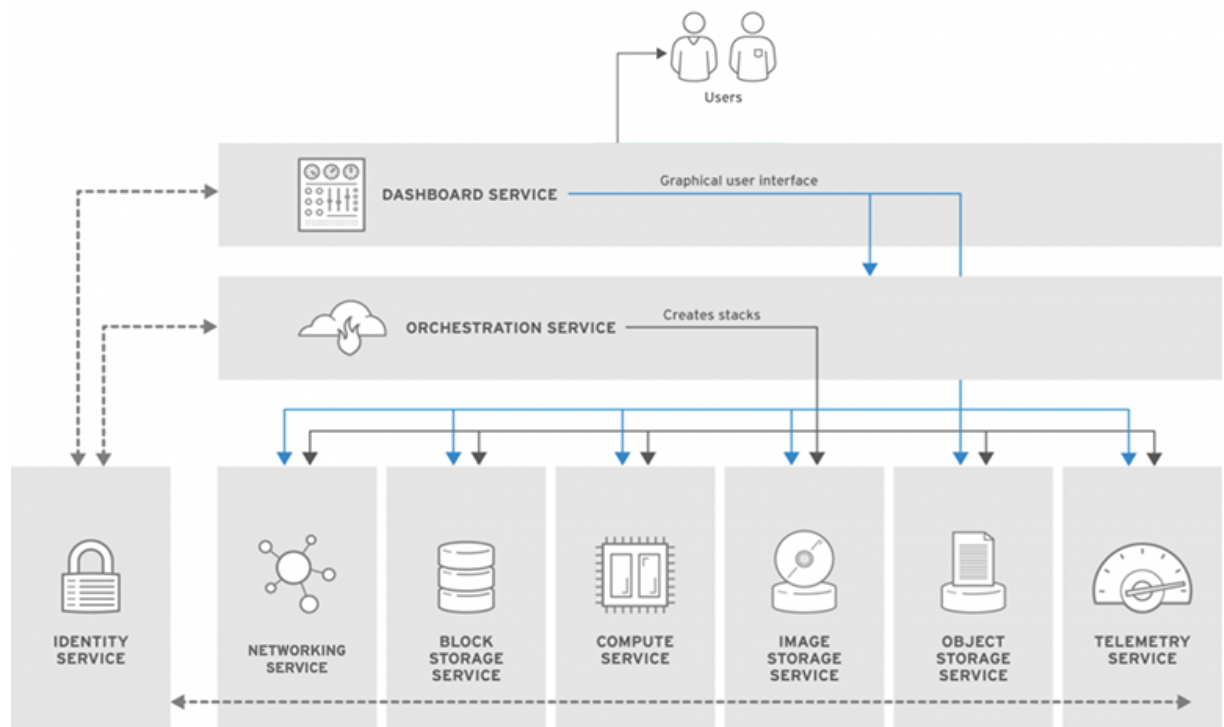 Users
DASHBOARD SERVICE
Graphical user interface
ORCHESTRATION SERVICE
Creates stacks
IDENTITY
SERVICE
NETWORKING
SERVICE
BLOCK
STORAGE
SERVICE
COMPUTE
SERVICE
IMAGE
STORAGE
SERVICE
OBJECT
STORAGE
SERVICE
TELEMETRY
SERVICE